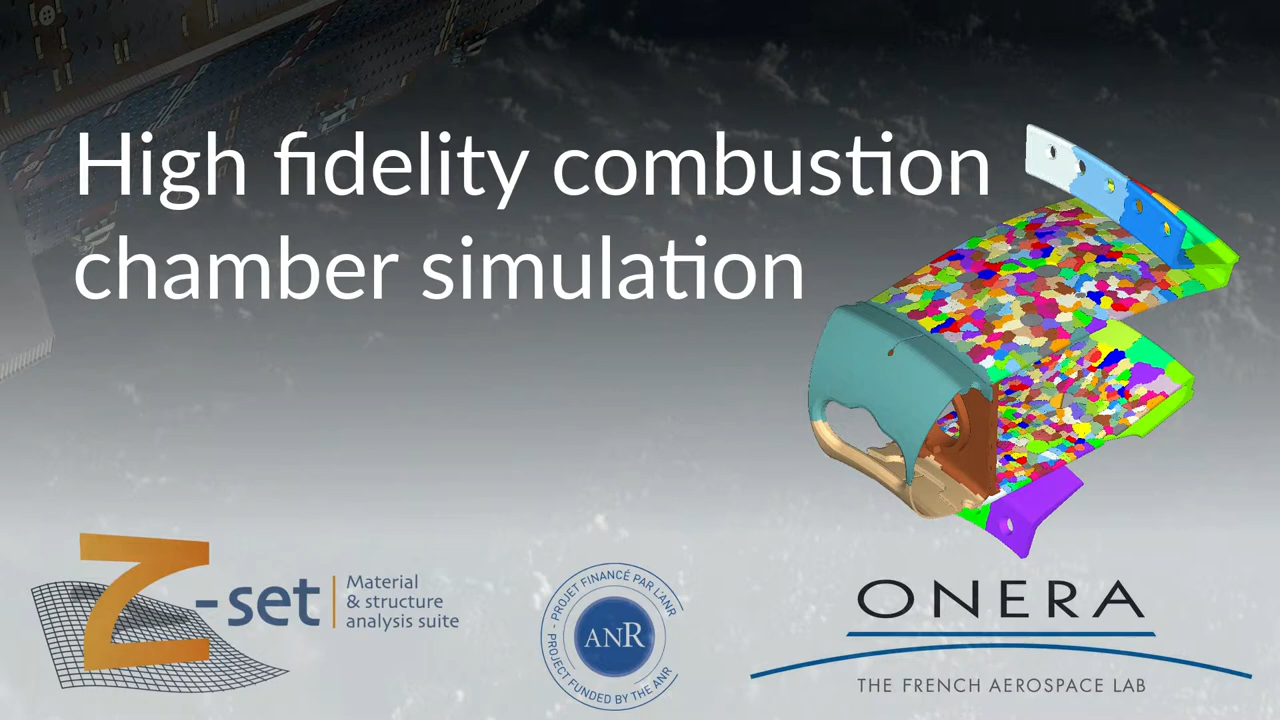 High fidelity combustion
chamber simulation
Z-set
Material
& structure
analysis suite
- PROJET FINANCÉ PAR L'ANR
- PROJECT FUNDED BY THE ANR
ANR
ONERA
THE FRENCH AEROSPACE LAB